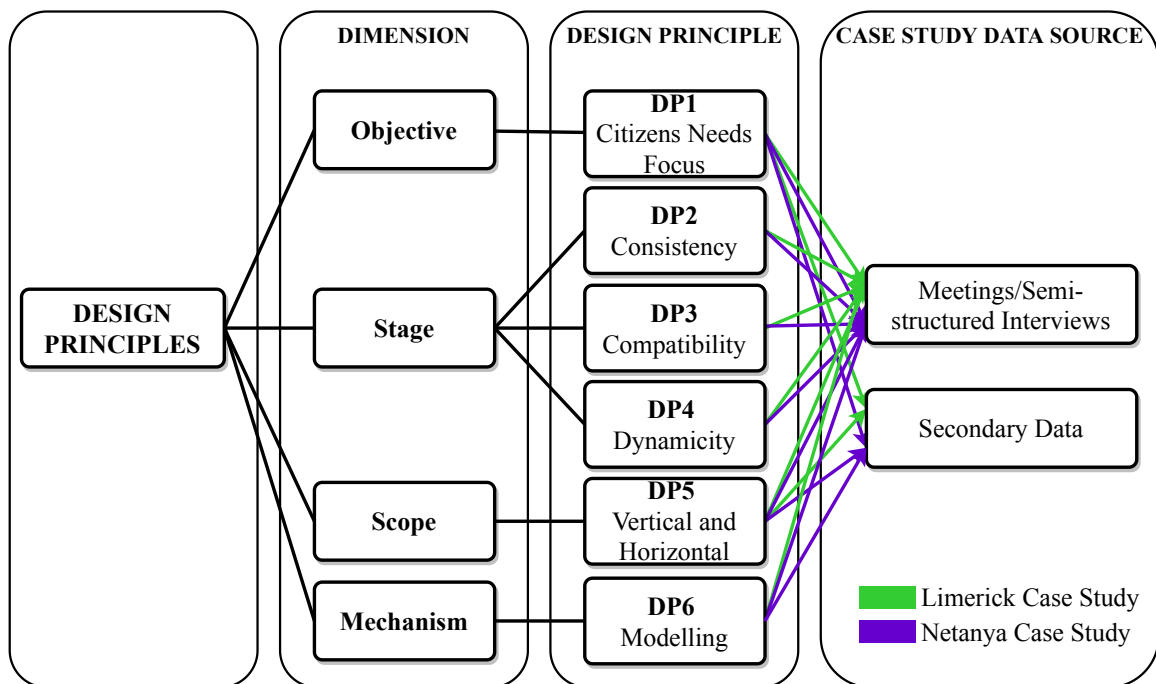 DIMENSION
DESIGN PRINCIPLE
CASE STUDY DATA SOURCE
DESIGN
PRINCIPLES
Objective
Stage
Scope
Mechanism
DP1
Citizens Needs
Focus
DP2
Consistency
DP3
Compatibility
DP4
Dynamicity
DP5
Vertical and
Horizontal
DP6
Modelling
Meetings/Semi-
structured Interviews
Secondary Data
Limerick Case Study
Netanya Case Study